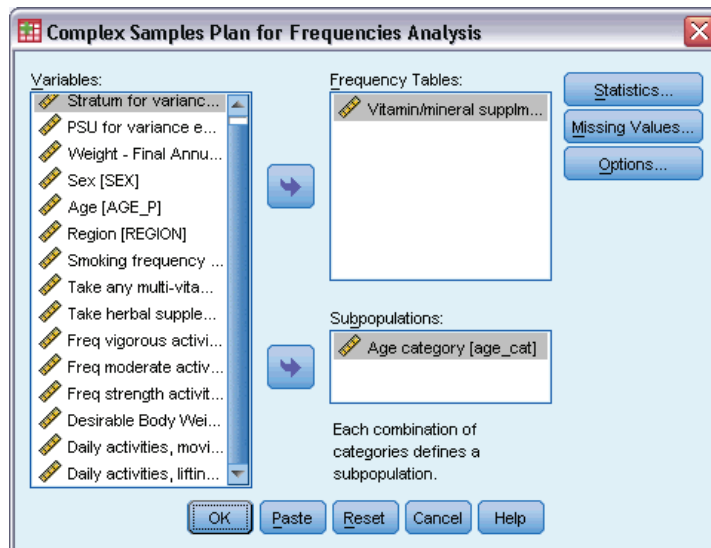 Complex Samples Plan for Frequencies Analysis
Variables:
Stratum for varianc...
PSU for variance e...
Weight - Final Annu...
Sex [SEX]
Age [AGE_P]
Region [REGION]
Smoking frequency ...
Take any multi-vita...
Take herbal supple...
Freq vigorous activi...
Freq moderate activ...
Freq strength activit...
Desirable Body Wei...
Daily activities, movi...
Daily activities, liftin...
Frequency Tables:
Vitamin/mineral supplm...
Subpopulations:
Age category [age_cat]
Each combination of
categories defines a
subpopulation.
Statistics...
Missing Values...
Options...
OK
Paste
Reset
Cancel
Help